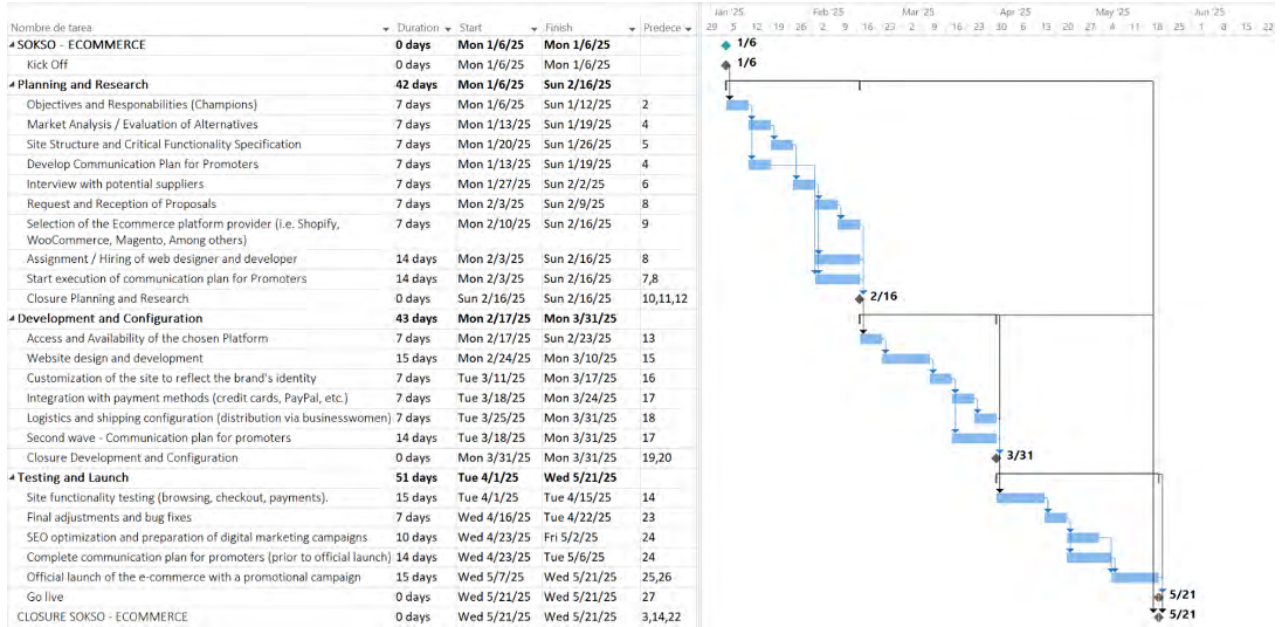 Jan '25 Feb '25 Mar '25 Apr '25 May '25 Jun '25
Nombre de tarea Duration Start Finish Predece 29 5 12 19 26 2 9 16 23 2 9 16 23 30 6 13 20 27 4 11 18 25 1 8 15 22
SOKSO - ECOMMERCE 0 days Mon 1/6/25 Mon 1/6/25 1/6
Kick Off 0 days Mon 1/6/25 Mon 1/6/25 1/6
Planning and Research 42 days Mon 1/6/25 Sun 2/16/25
Objectives and Responabilities (Champions) 7 days Mon 1/6/25 Sun 1/12/25 2
Market Analysis / Evaluation of Alternatives 7 days Mon 1/13/25 Sun 1/19/25 4
Site Structure and Critical Functionality Specification 7 days Mon 1/20/25 Sun 1/26/25 5
Develop Communication Plan for Promoters 7 days Mon 1/13/25 Sun 1/19/25 4
Interview with potential suppliers 7 days Mon 1/27/25 Sun 2/2/25 6
Request and Reception of Proposals 7 days Mon 2/3/25 Sun 2/9/25 8
Selection of the Ecommerce platform provider (i.e. Shopify, 7 days Mon 2/10/25 Sun 2/16/25 9
WooCommerce, Magento, Among others)
Assignment / Hiring of web designer and developer 14 days Mon 2/3/25 Sun 2/16/25 8
Start execution of communication plan for Promoters 14 days Mon 2/3/25 Sun 2/16/25 7,8
Closure Planning and Research 0 days Sun 2/16/25 Sun 2/16/25 10,11,12 2/16
Development and Configuration 43 days Mon 2/17/25 Mon 3/31/25
Access and Availability of the chosen Platform 7 days Mon 2/17/25 Sun 2/23/25 13
Website design and development 15 days Mon 2/24/25 Mon 3/10/25 15
Customization of the site to reflect the brand's identity 7 days Tue 3/11/25 Mon 3/17/25 16
Integration with payment methods (credit cards, PayPal, etc.) 7 days Tue 3/18/25 Mon 3/24/25 17
Logistics and shipping configuration (distribution via businesswomen) 7 days Tue 3/25/25 Mon 3/31/25 18
Second wave - Communication plan for promoters 14 days Tue 3/18/25 Mon 3/31/25 17
Closure Development and Configuration 0 days Mon 3/31/25 Mon 3/31/25 19,20 3/31
Testing and Launch 51 days Tue 4/1/25 Wed 5/21/25
Site functionality testing (browsing, checkout, payments). 15 days Tue 4/1/25 Tue 4/15/25 14
Final adjustments and bug fixes 7 days Wed 4/16/25 Tue 4/22/25 23
SEO optimization and preparation of digital marketing campaigns 10 days Wed 4/23/25 Fri 5/2/25 24
Complete communication plan for promoters (prior to official launch) 14 days Wed 4/23/25 Tue 5/6/25 24
Official launch of the e-commerce with a promotional campaign 15 days Wed 5/7/25 Wed 5/21/25 25,26
Go live 0 days Wed 5/21/25 Wed 5/21/25 27 5/21
CLOSURE SOKSO - ECOMMERCE 0 days Wed 5/21/25 Wed 5/21/25 3,14,22 5/21